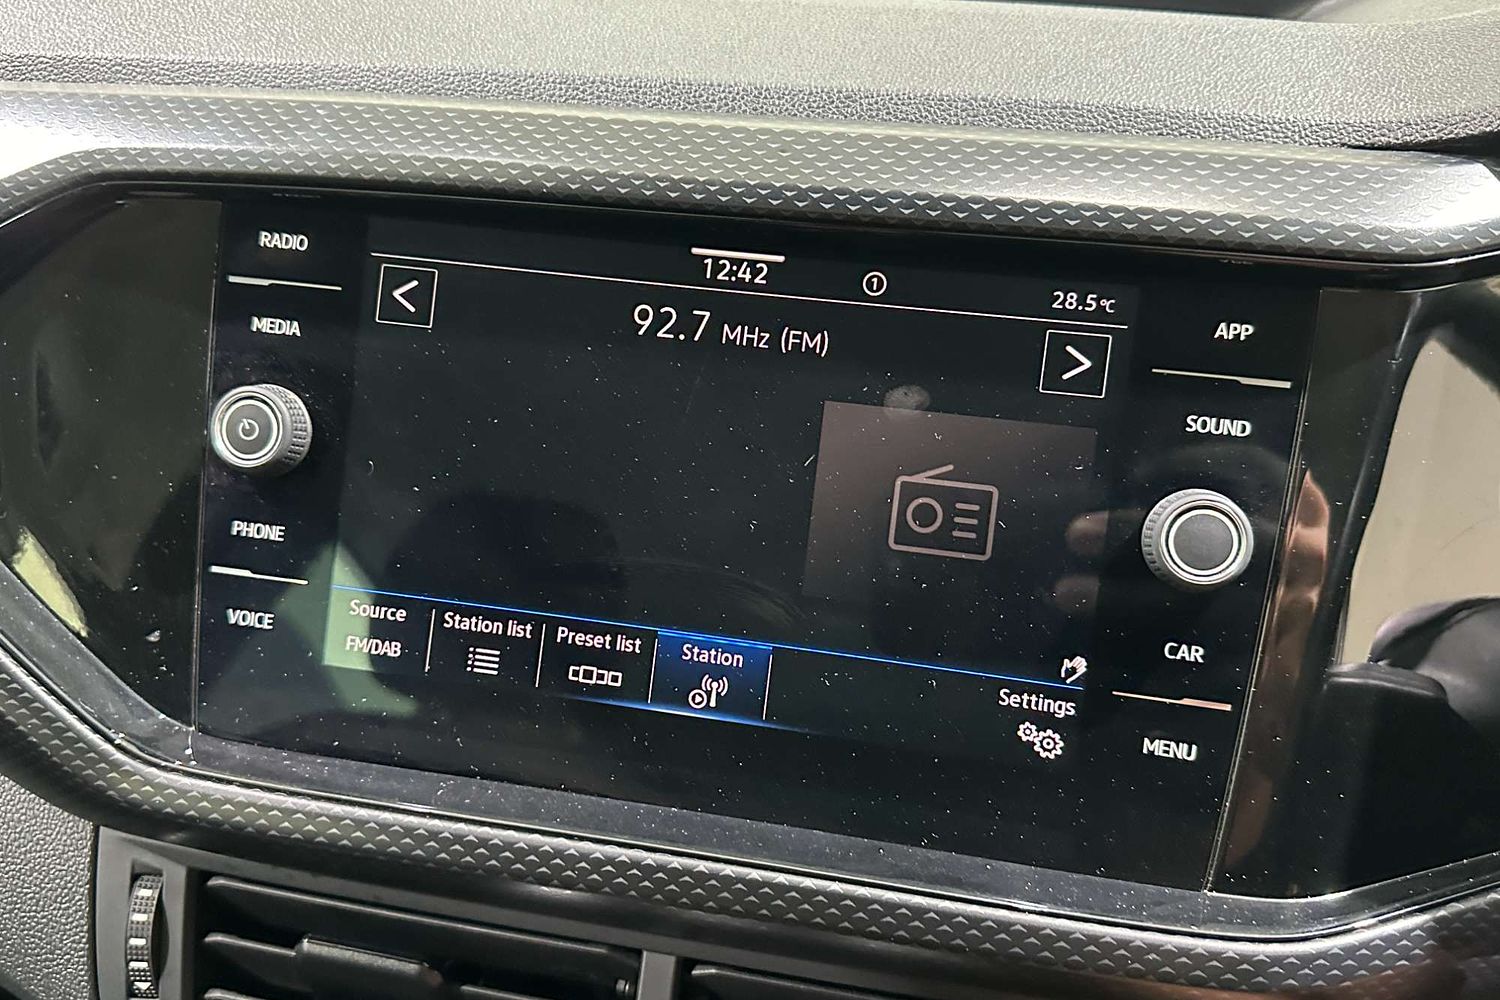 RADIO
MEDIA
PHONE
VOICE
12:42
1
28.5°C
92.7 MHz (FM)
Source
FM/DAB
Station list
Preset list
Station
Settings
APP
SOUND
CAR
MENU